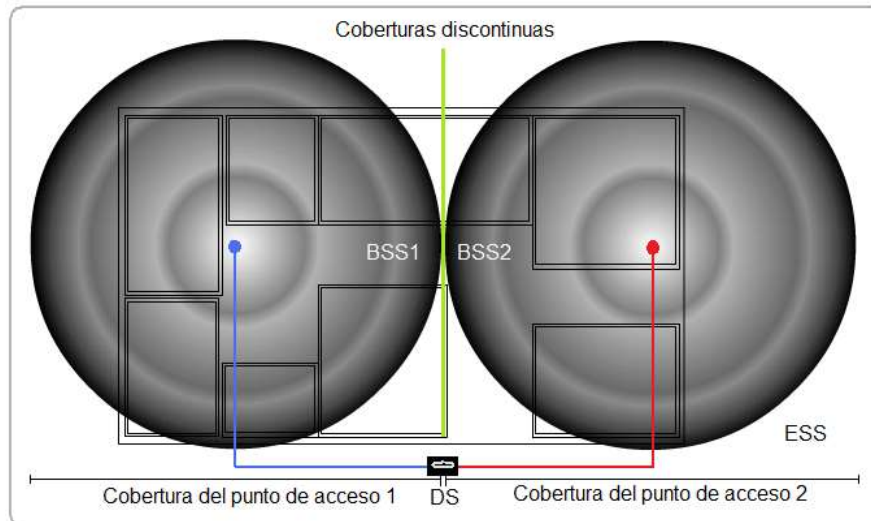 Coberturas discontinuas
BSS1 BSS2
ESS
Cobertura del punto de acceso 1 DS Cobertura del punto de acceso 2